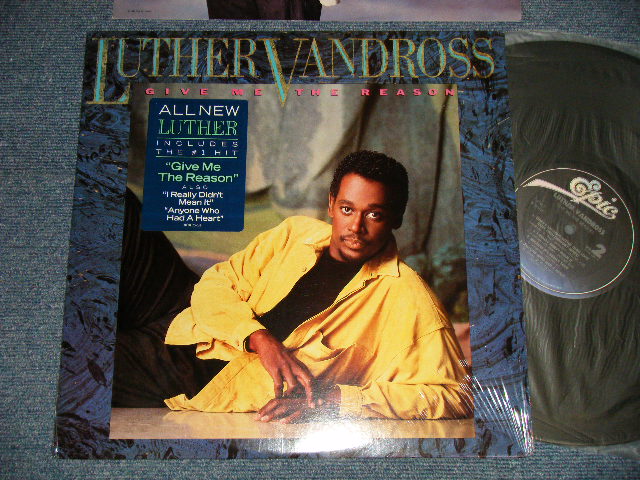 LUTHER VANDROSS
GIVE ME THE REASON
ALL NEW
LUTHER
INCLUDES
THE #1 HIT
"Give Me
The Reason"
ALSO
"I Really Didn't
Mean It"
"Anyone Who
Had A Heart"
Epic
LUTHER VANDROSS
2